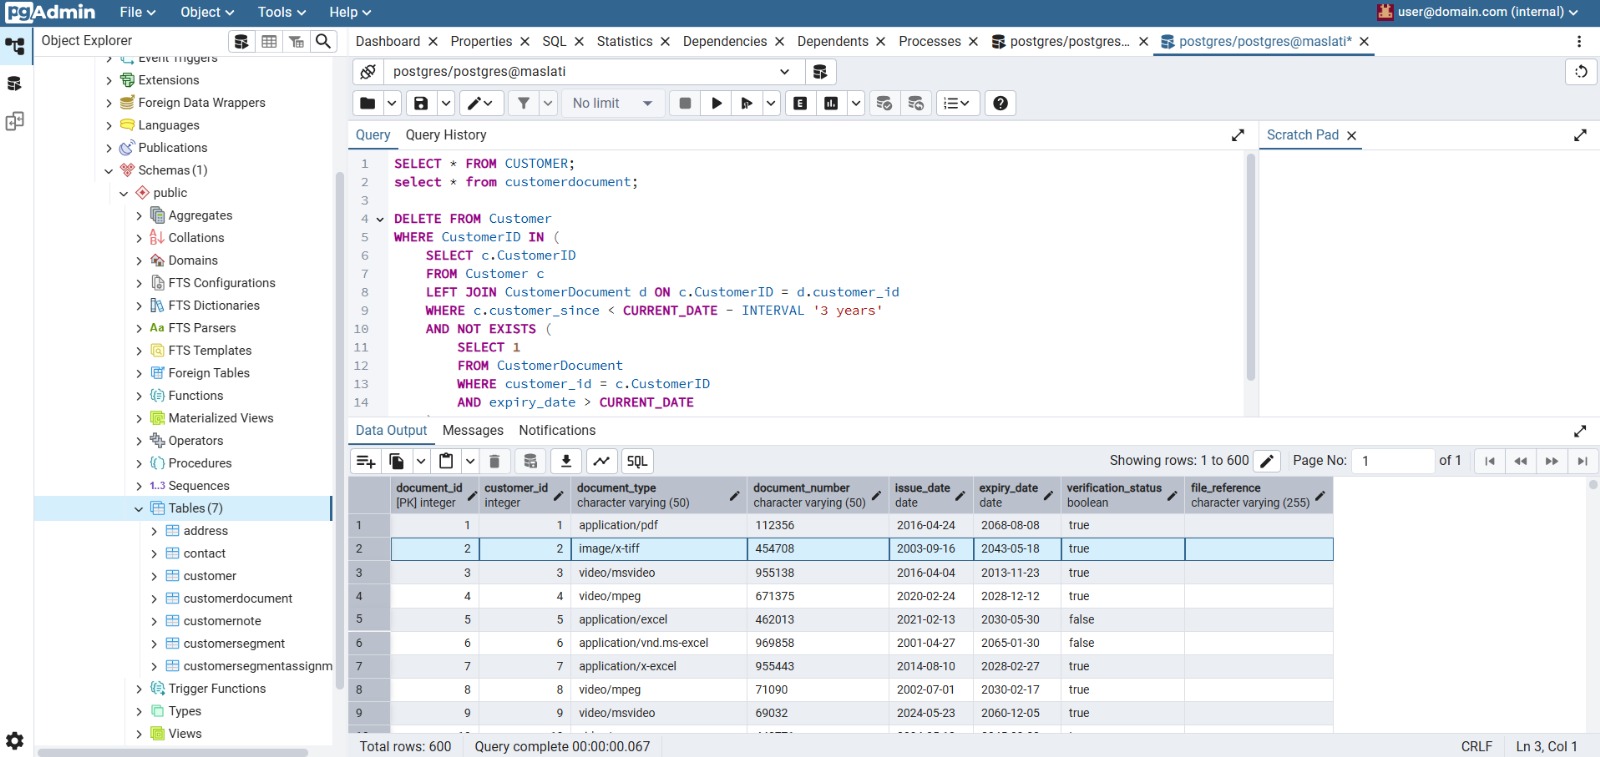 pgAdmin File Object Tools Help user@domain.com (internal)
Object Explorer
Dashboard Properties SQL Statistics Dependencies Dependents Processes postgres/postgres... postgres/postgres@maslati*
postgres/postgres@maslati
No limit
Event Triggers
Extensions
Foreign Data Wrappers
Languages
Publications
Schemas (1)
public
Aggregates
Collations
Domains
FTS Configurations
FTS Dictionaries
Aa FTS Parsers
FTS Templates
Foreign Tables
Functions
Materialized Views
Operators
Procedures
1..3 Sequences
Tables (7)
address
contact
customer
customerdocument
customernote
customersegment
customersegmentassignm
Trigger Functions
Types
Views
Query Query History
Scratch Pad
1 SELECT * FROM CUSTOMER;
2 select * from customerdocument;
3
4 DELETE FROM Customer
5 WHERE CustomerID IN (
6 SELECT c.CustomerID
7 FROM Customer c
8 LEFT JOIN CustomerDocument d ON c.CustomerID = d.customer_id
9 WHERE c.customer_since < CURRENT_DATE - INTERVAL '3 years'
10 AND NOT EXISTS (
11 SELECT 1
12 FROM CustomerDocument
13 WHERE customer_id = c.CustomerID
14 AND expiry_date > CURRENT_DATE
Data Output Messages Notifications
SQL Showing rows: 1 to 600 Page No: 1 of 1
document_id customer_id document_type document_number issue_date expiry_date verification_status file_reference
[PK] integer integer character varying (50) character varying (50) date date boolean character varying (255)
1 1 1 application/pdf 112356 2016-04-24 2068-08-08 true
2 2 2 image/x-tiff 454708 2003-09-16 2043-05-18 true
3 3 3 video/msvideo 955138 2016-04-04 2013-11-23 true
4 4 4 video/mpeg 671375 2020-02-24 2028-12-12 true
5 5 5 application/excel 462013 2021-02-13 2030-05-30 false
6 6 6 application/vnd.ms-excel 969858 2001-04-27 2065-01-30 false
7 7 7 application/x-excel 955443 2014-08-10 2028-02-27 true
8 8 8 video/mpeg 71090 2002-07-01 2030-02-17 true
9 9 9 video/msvideo 69032 2024-05-23 2060-12-05 true
Total rows: 600 Query complete 00:00:00.067 CRLF Ln 3, Col 1